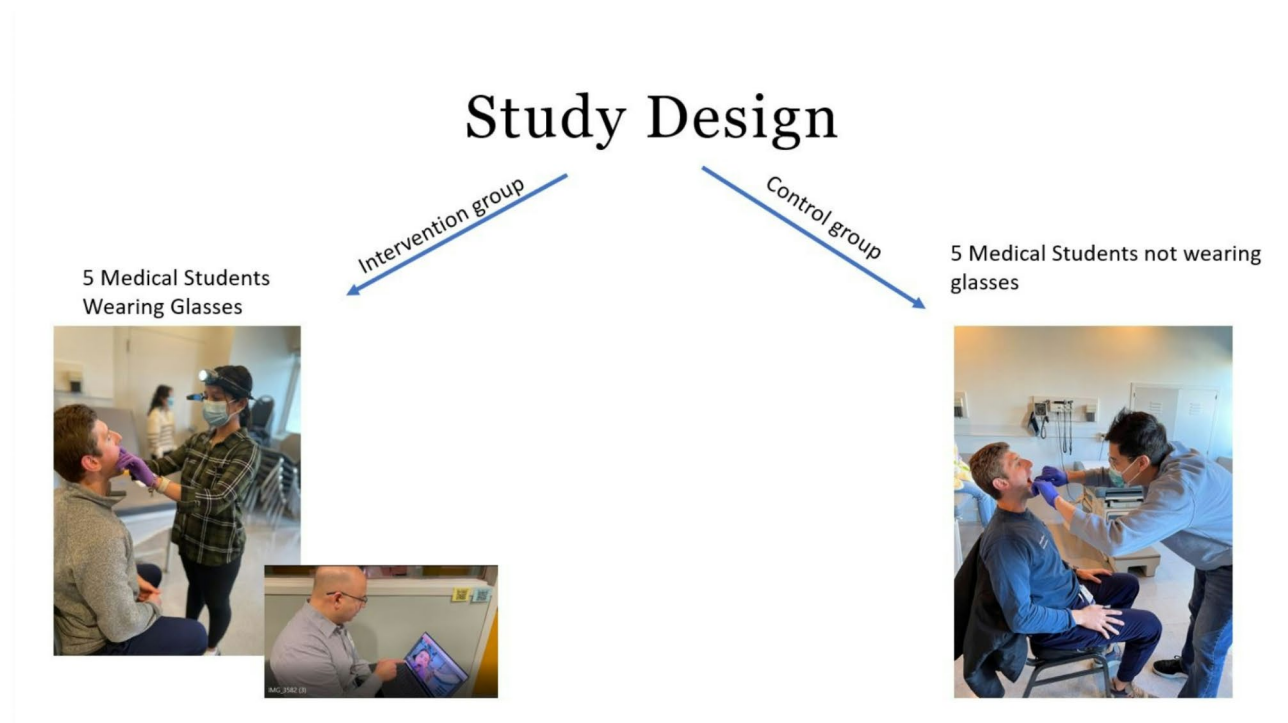 Study Design
Intervention group
Control group
5 Medical Students
Wearing Glasses
5 Medical Students not wearing
glasses
IMG_3582 (3)